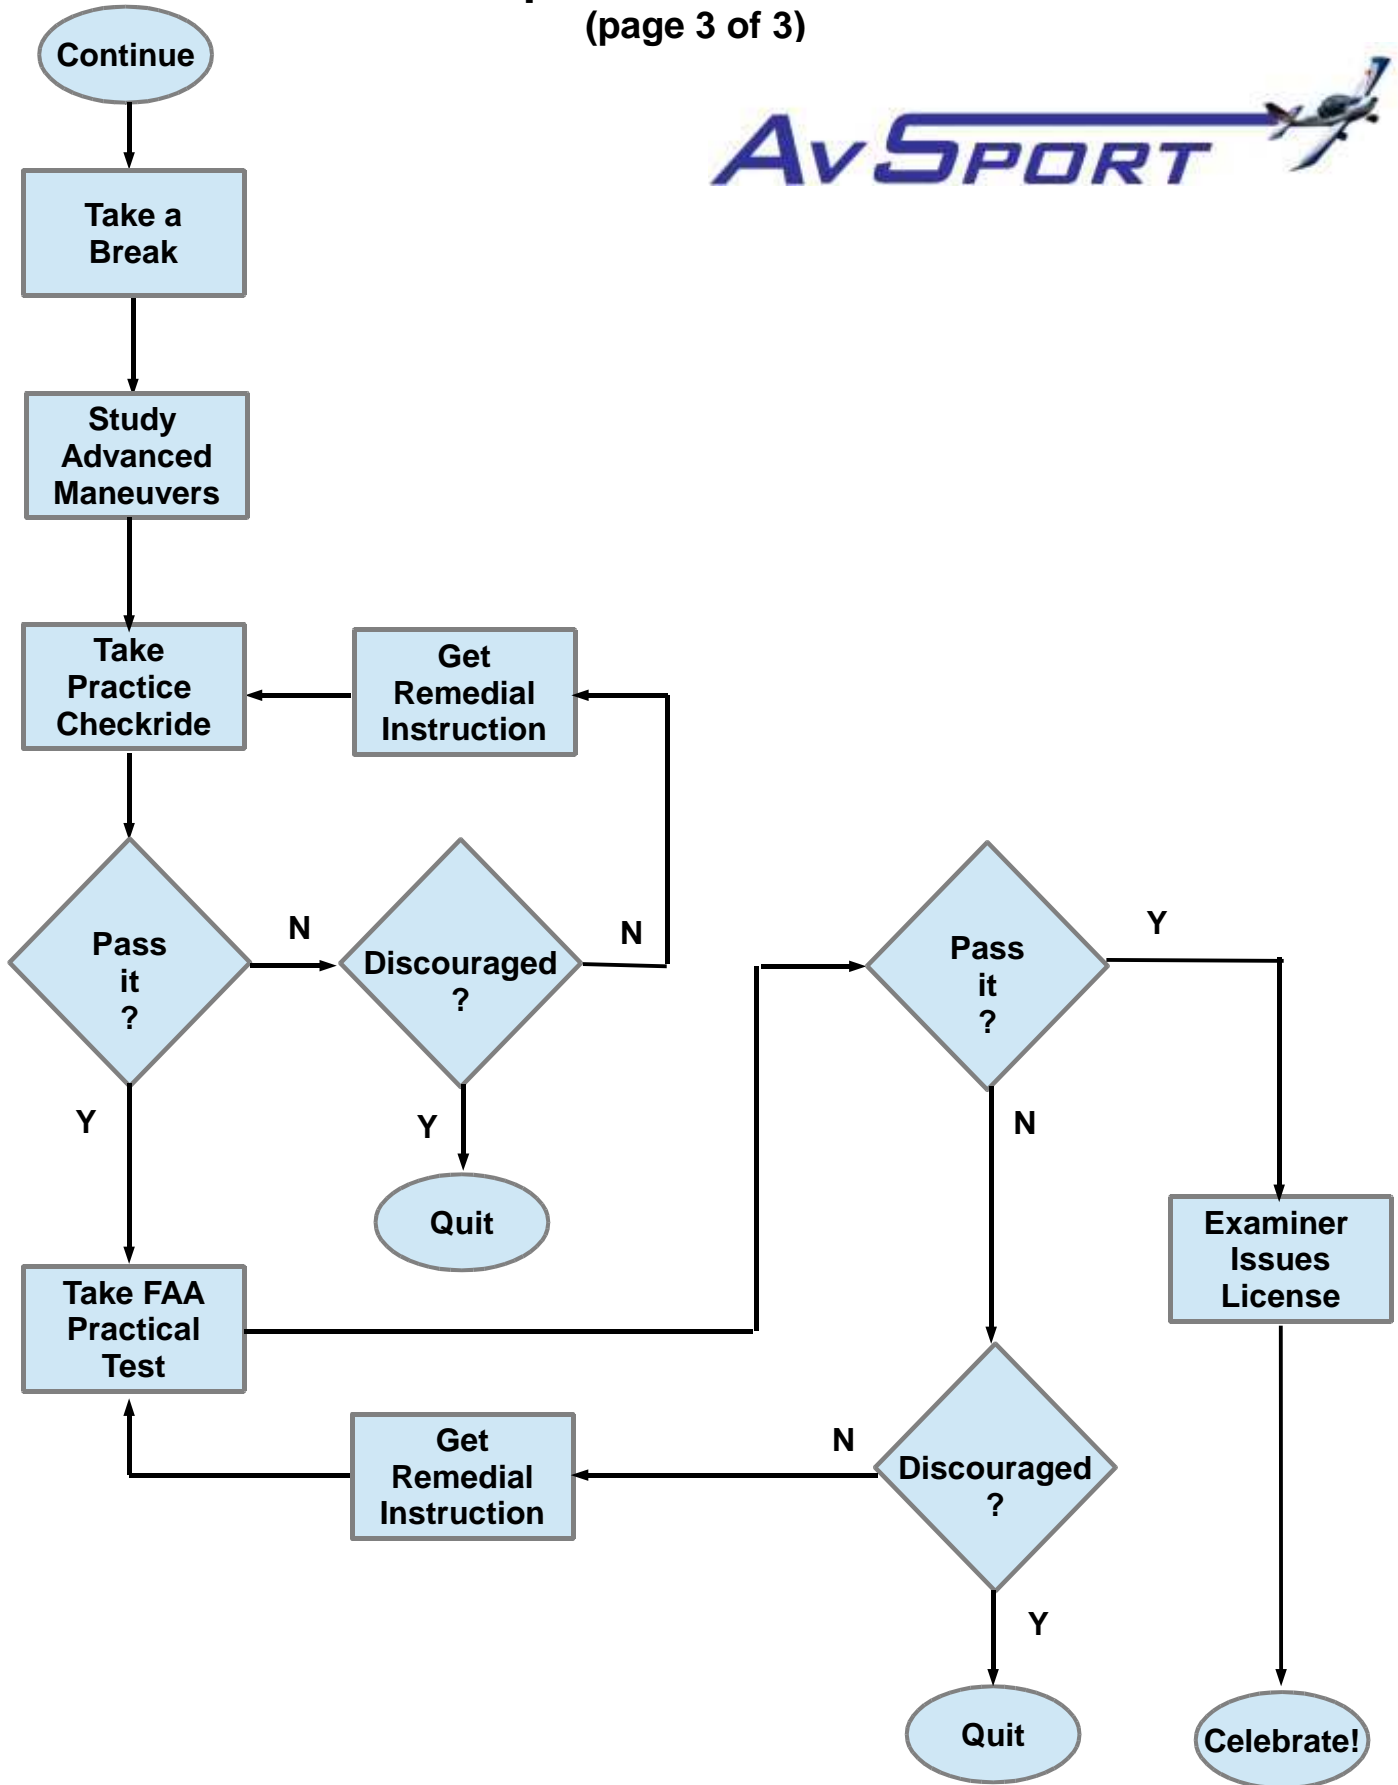 (page 3 of 3)
Continue
AvSport
Take a
Break
Study
Advanced
Maneuvers
Take
Practice
Checkride
Get
Remedial
Instruction
Pass
it
?
N
Discouraged
?
N
Pass
it
?
Y
Y
Y
N
Quit
Examiner
Issues
License
Take FAA
Practical
Test
Get
Remedial
Instruction
N
Discouraged
?
Y
Quit
Celebrate!